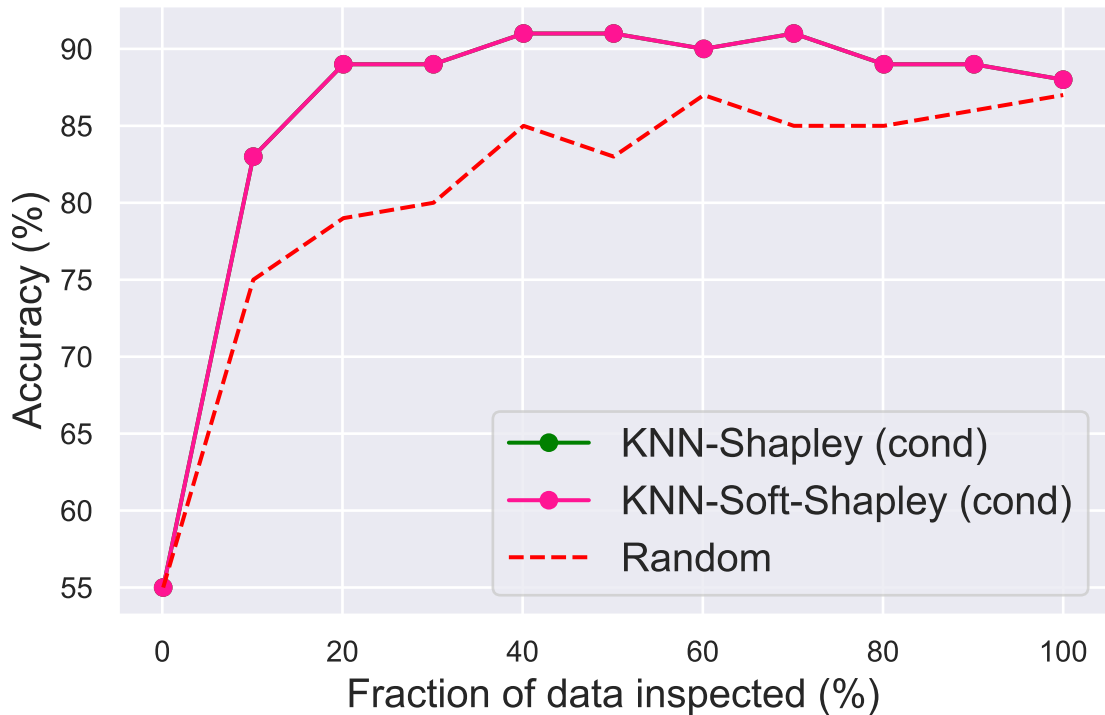 90
85
80
75
70
65
60
55
Accuracy (%)
KNN-Shapley (cond)
KNN-Soft-Shapley (cond)
Random
0 20 40 60 80 100
Fraction of data inspected (%)